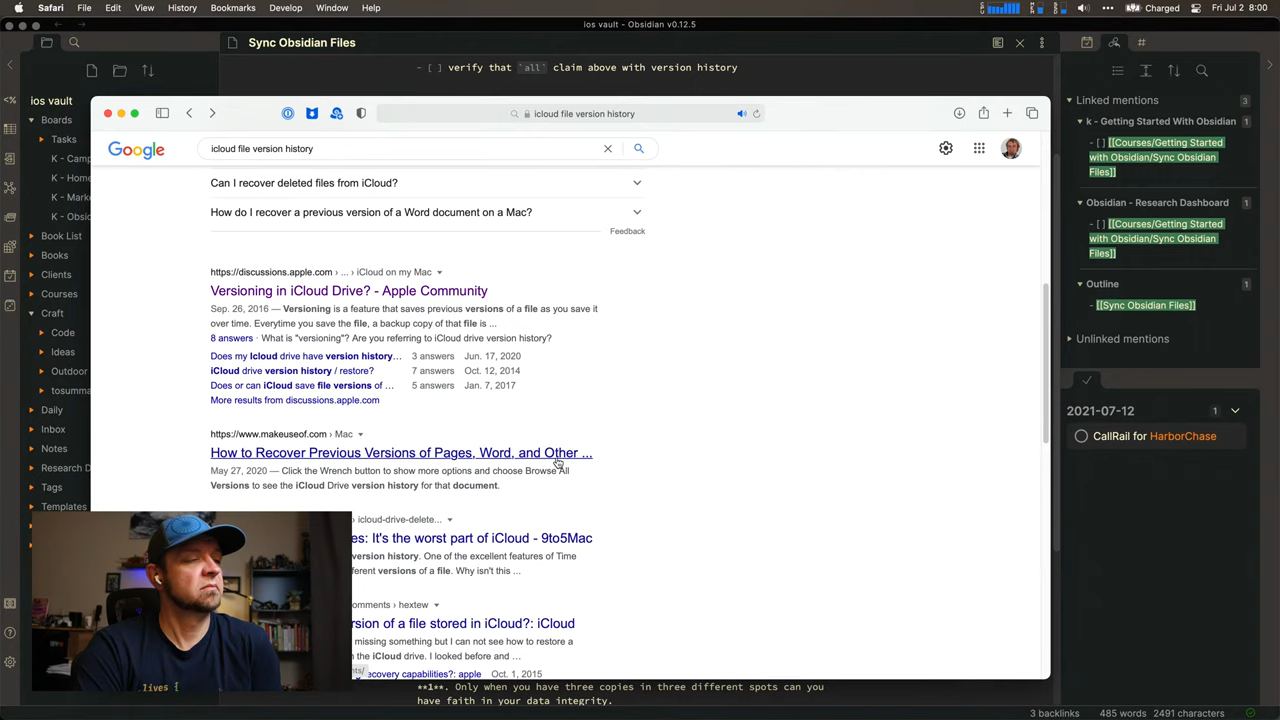 Safari File Edit View History Bookmarks Develop Window Help
Charged Fri Jul 2 8:00
ios vault - Obsidian v0.12.5
Sync Obsidian Files
- [ ] verify that `all` claim above with version history
ios vault
Boards
Tasks
K - Camp
K - Home
K - Mark
K - Obsi
Book List
Books
Clients
Courses
Craft
Code
Ideas
Outdoor
tosumma
Daily
Inbox
Notes
Research D
Tags
Templates
icloud file version history
Google
icloud file version history
Can I recover deleted files from iCloud?
How do I recover a previous version of a Word document on a Mac?
Feedback
https://discussions.apple.com › ... › iCloud on my Mac
Versioning in iCloud Drive? - Apple Community
Sep. 26, 2016 — Versioning is a feature that saves previous versions of a file as you save it
over time. Everytime you save the file, a backup copy of that file is ...
8 answers · What is "versioning"? Are you referring to iCloud drive version history?
Does my Icloud drive have version history... 3 answers Jun. 17, 2020
iCloud drive version history / restore? 7 answers Oct. 12, 2014
Does or can iCloud save file versions of ... 5 answers Jan. 7, 2017
More results from discussions.apple.com
https://www.makeuseof.com › Mac
How to Recover Previous Versions of Pages, Word, and Other ...
May 27, 2020 — Click the Wrench button to show more options and choose Browse All
Versions to see the iCloud Drive version history for that document.
› icloud-drive-delete...
es: It's the worst part of iCloud - 9to5Mac
version history. One of the excellent features of Time
ferent versions of a file. Why isn't this ...
omments › hextew
rsion of a file stored in iCloud?: iCloud
missing something but I can not see how to restore a
n the iCloud drive. I looked before and ...
ecovery capabilities?: apple Oct. 1, 2015
lives {
**1**. Only when you have three copies in three different spots can you
have faith in your data integrity.
Linked mentions 3
k - Getting Started With Obsidian 1
- [ ] [[Courses/Getting Started
with Obsidian/Sync Obsidian
Files]]
Obsidian - Research Dashboard 1
- [ ] [[Courses/Getting Started
with Obsidian/Sync Obsidian
Files]]
Outline 1
- [[Sync Obsidian Files]]
Unlinked mentions
2021-07-12 1
CallRail for HarborChase
3 backlinks 485 words 2491 characters